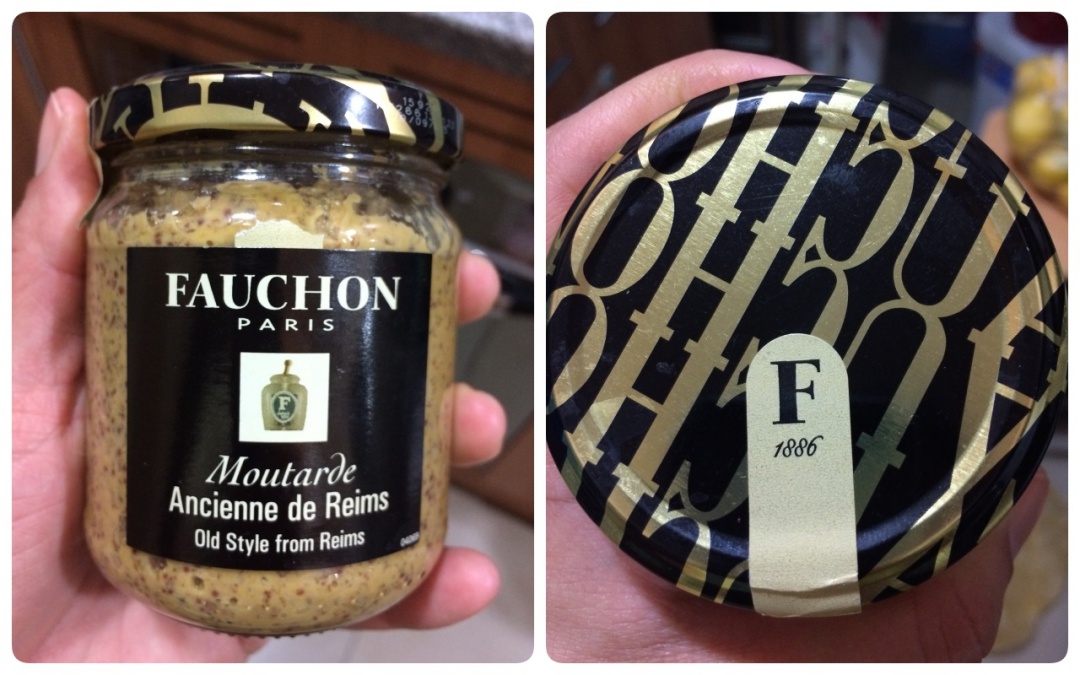 FAUCHON
PARIS
F
Moutarde
Ancienne de Reims
Old Style from Reims
F
1886